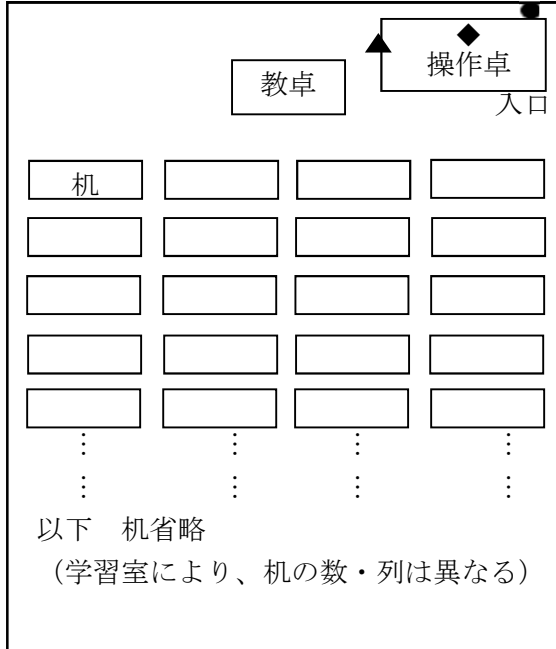 操作卓
教卓
入口
机
以下　机省略
（学習室により、机の数・列は異なる）